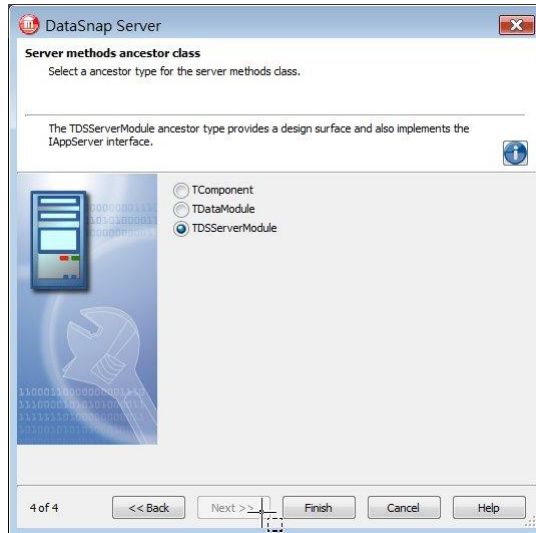 DataSnap Server
Server methods ancestor class
Select a ancestor type for the server methods class.
The TDSServerModule ancestor type provides a design surface and also implements the
IAppServer interface.
TComponent
TDataModule
TDSServerModule
4 of 4
<< Back
Next >>
Finish
Cancel
Help